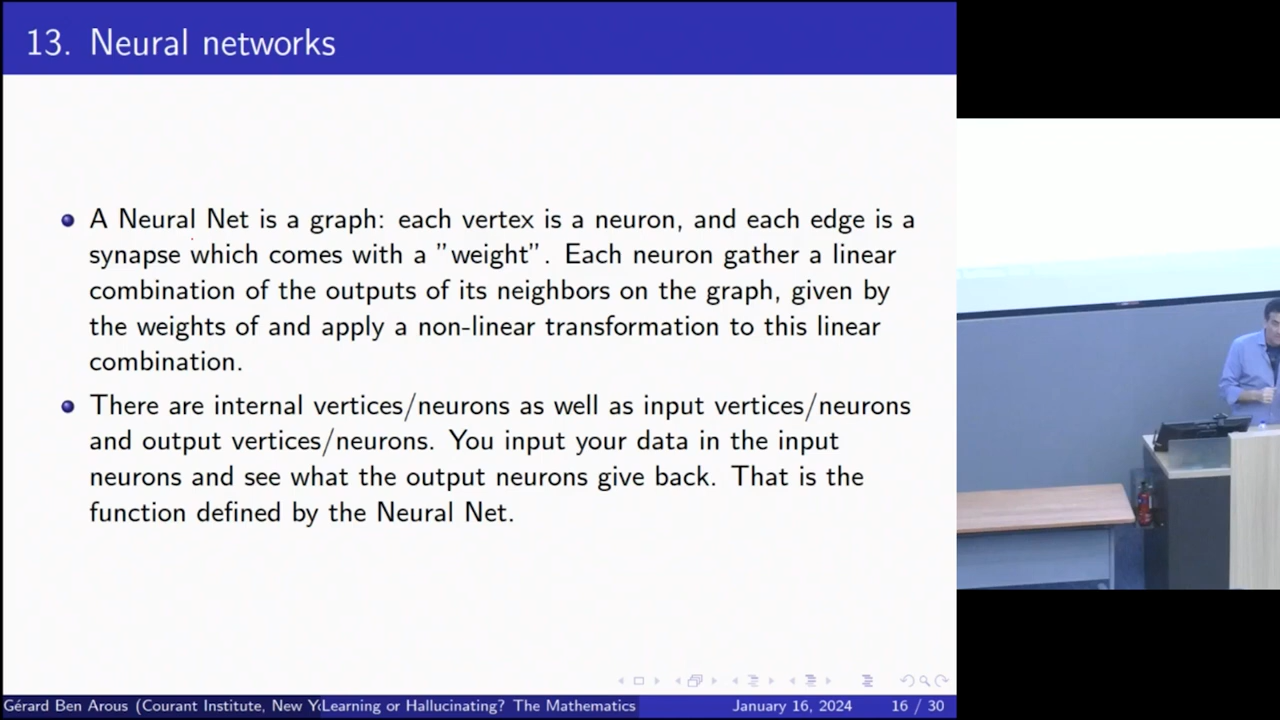 13. Neural networks
A Neural Net is a graph: each vertex is a neuron, and each edge is a
synapse which comes with a "weight". Each neuron gather a linear
combination of the outputs of its neighbors on the graph, given by
the weights of and apply a non-linear transformation to this linear
combination.
There are internal vertices/neurons as well as input vertices/neurons
and output vertices/neurons. You input your data in the input
neurons and see what the output neurons give back. That is the
function defined by the Neural Net.
Gérard Ben Arous (Courant Institute, New Y Learning or Hallucinating? The Mathematics January 16, 2024 16 / 30